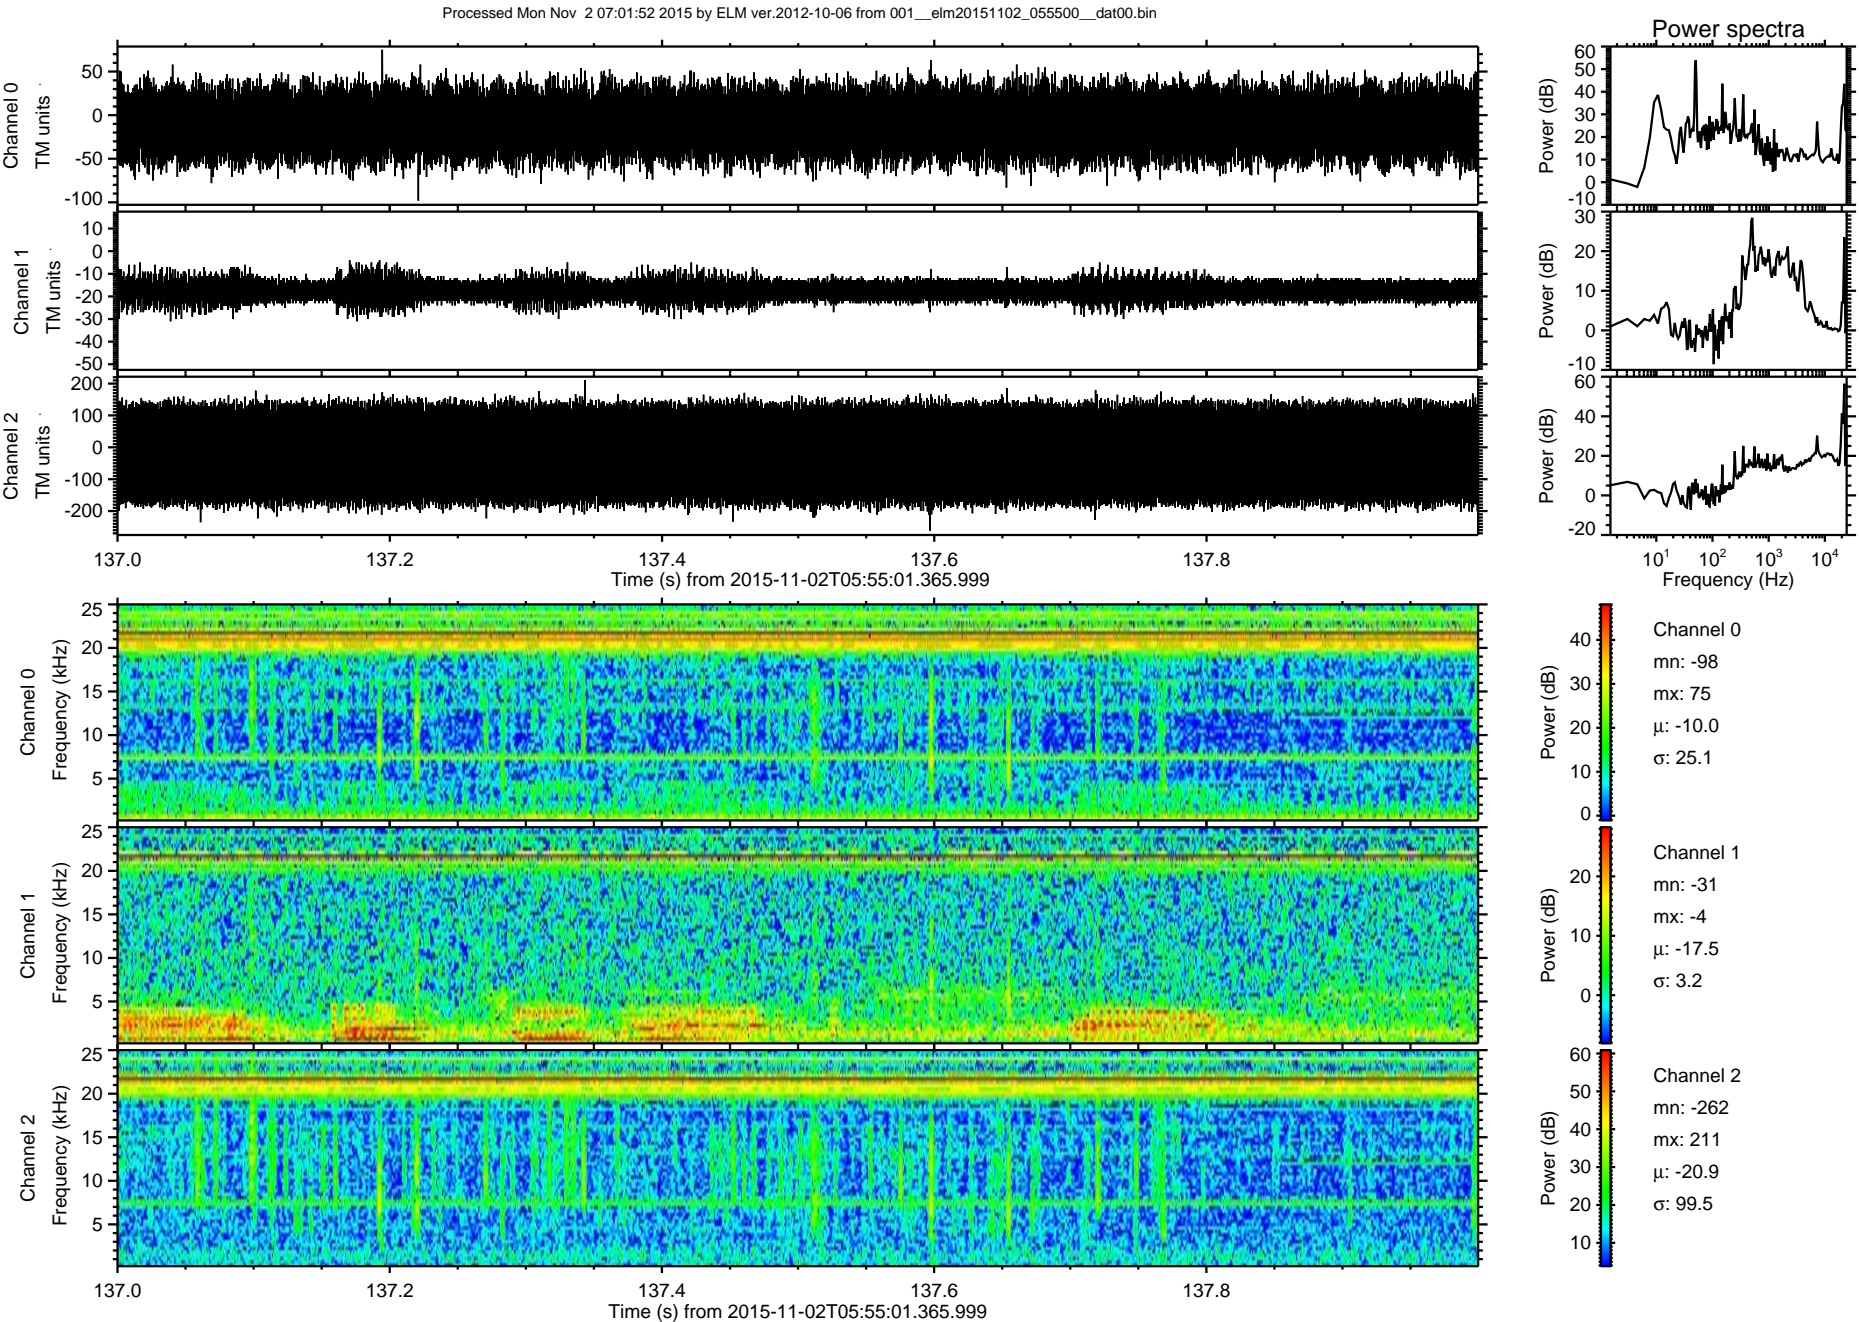 Processed Mon Nov  2 07:01:52 2015 by ELM ver.2012-10-06 from 001__elm20151102_055500__dat00.bin
Power spectra
Channel 0
TM units
50
0
-50
-100
Power (dB)
60
50
40
30
20
10
0
-10
Channel 1
TM units
10
0
-10
-20
-30
-40
-50
Power (dB)
30
20
10
0
-10
Channel 2
TM units
200
100
0
-100
-200
Power (dB)
60
40
20
0
-20
137.0 137.2 137.4 137.6 137.8
Time (s) from 2015-11-02T05:55:01.365.999
10¹ 10² 10³ 10⁴
Frequency (Hz)
Channel 0
Frequency (kHz)
25
20
15
10
5
Power (dB)
40
30
20
10
0
Channel 0
mn: -98
mx: 75
μ: -10.0
σ: 25.1
Channel 1
Frequency (kHz)
25
20
15
10
5
Power (dB)
20
10
0
Channel 1
mn: -31
mx: -4
μ: -17.5
σ: 3.2
Channel 2
Frequency (kHz)
25
20
15
10
5
Power (dB)
60
50
40
30
20
10
Channel 2
mn: -262
mx: 211
μ: -20.9
σ: 99.5
137.0 137.2 137.4 137.6 137.8
Time (s) from 2015-11-02T05:55:01.365.999